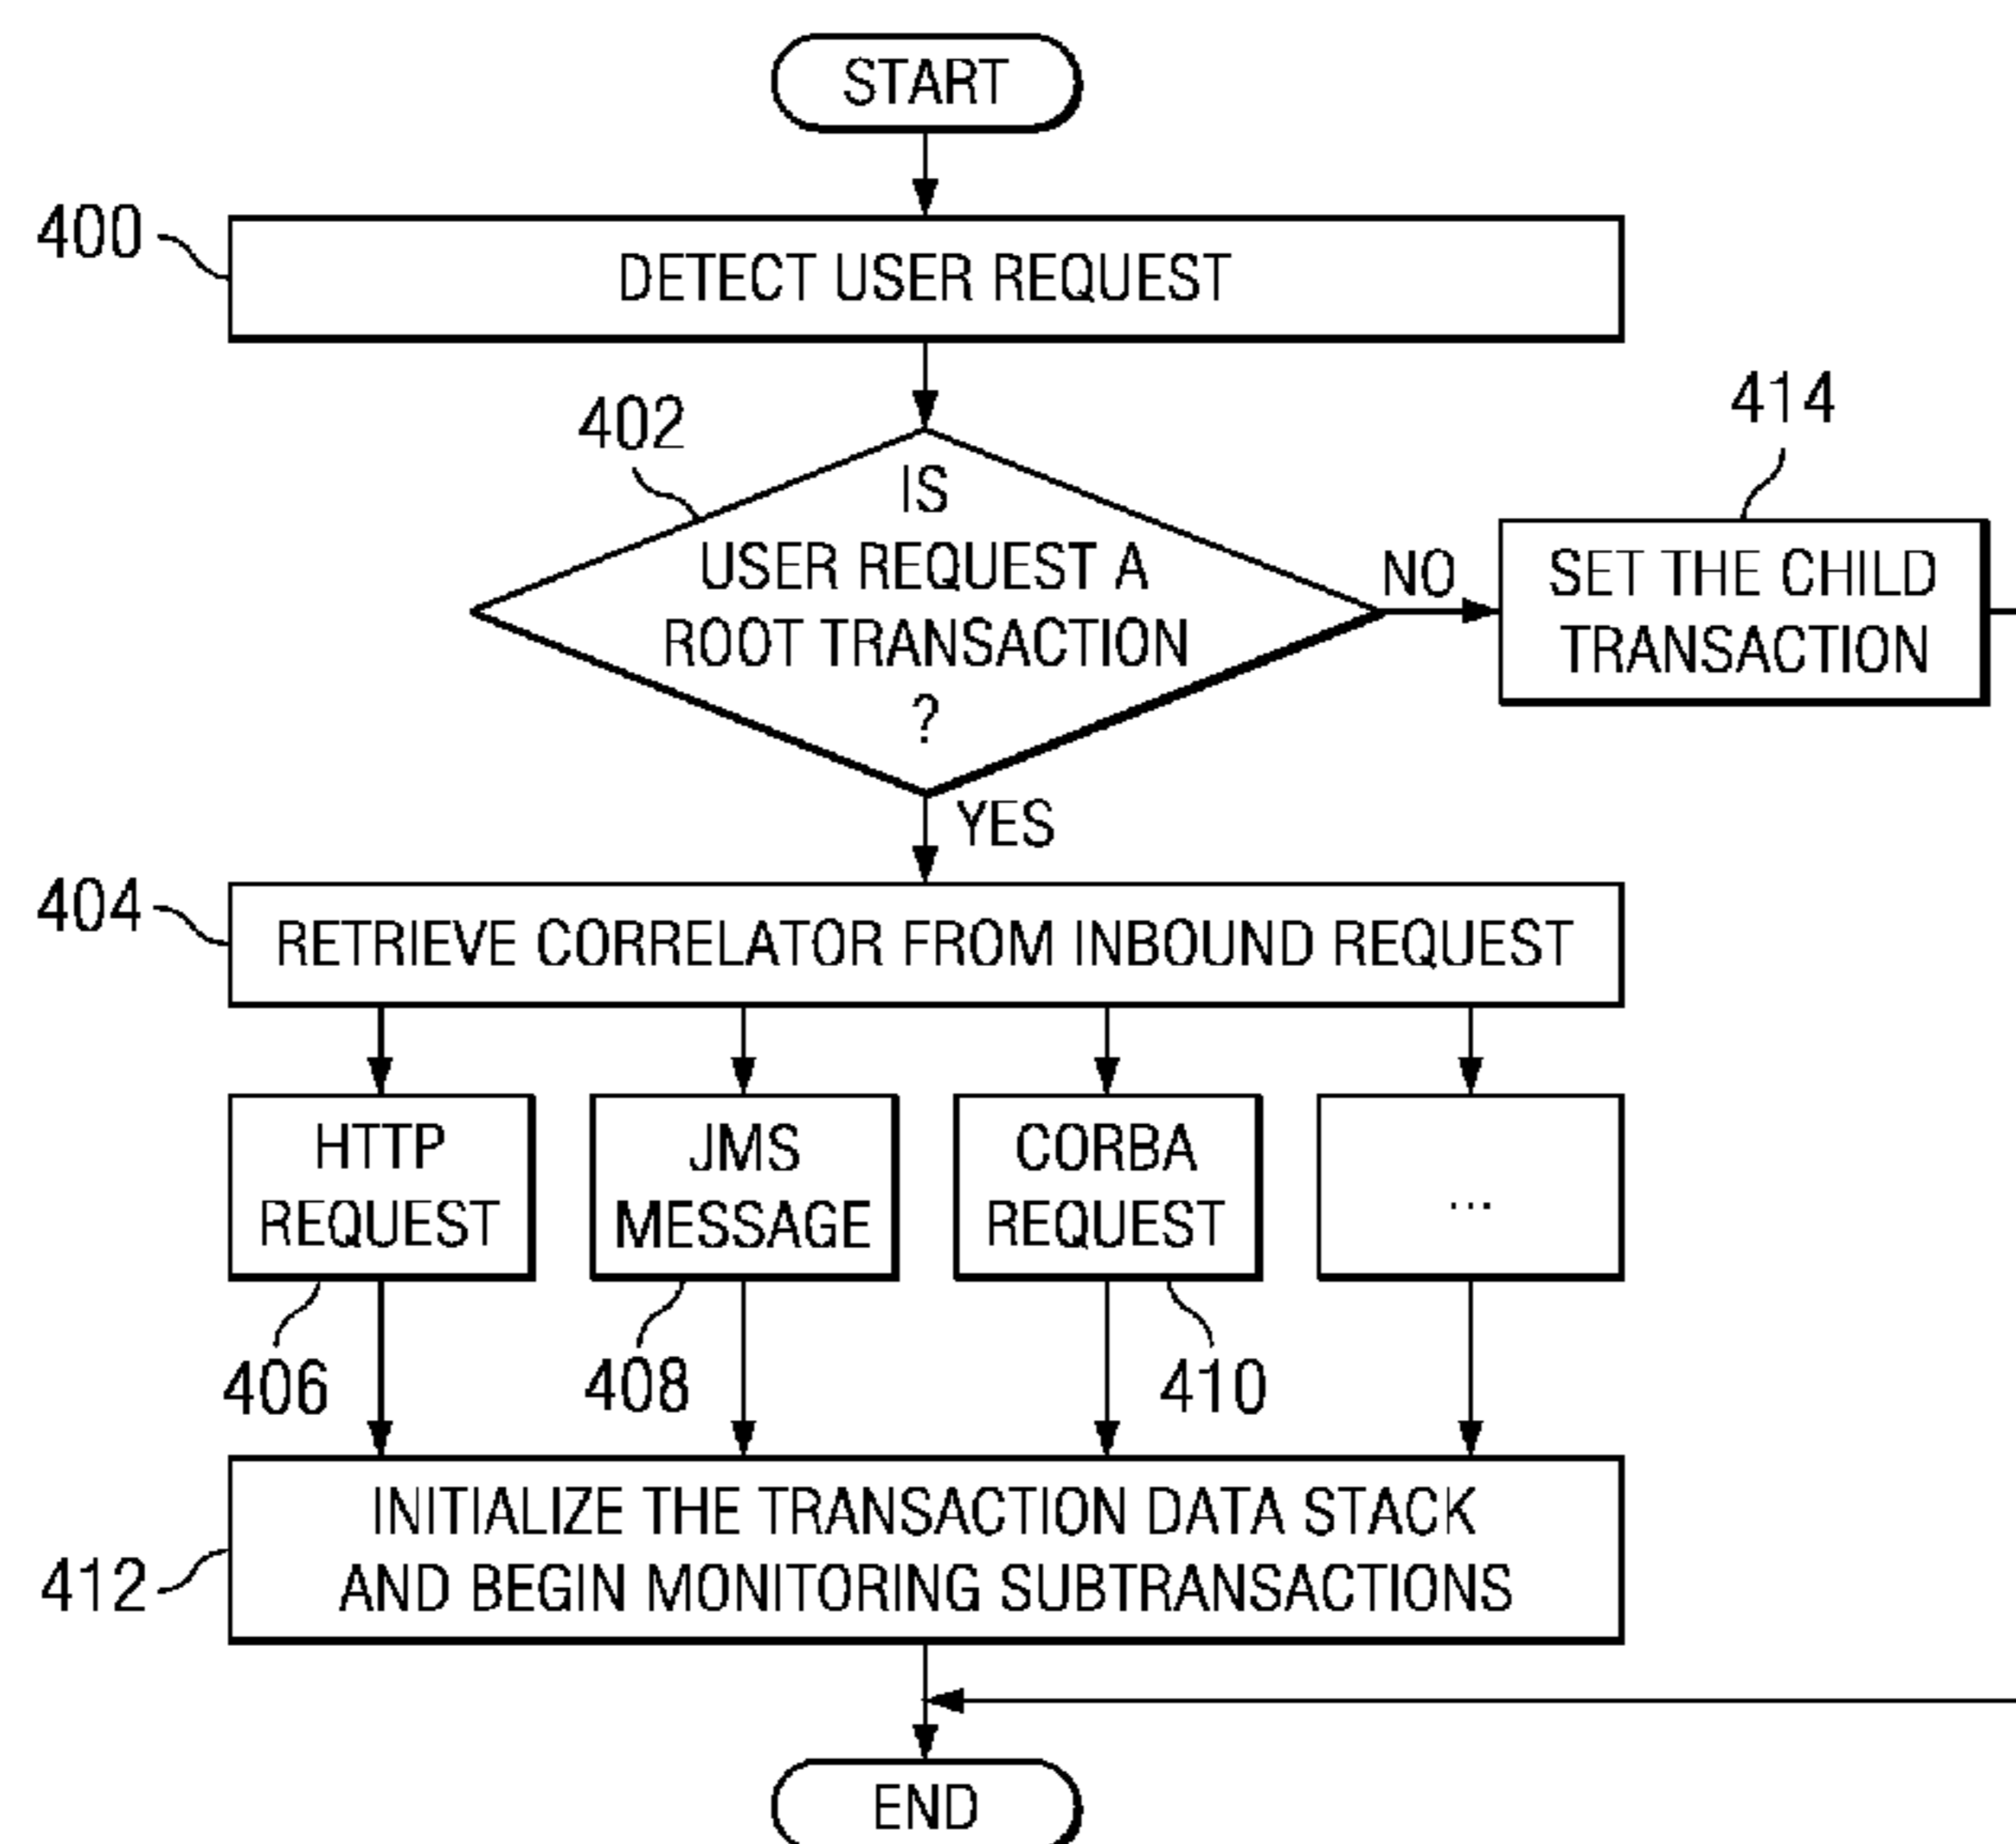 START
400
DETECT USER REQUEST
402
IS
USER REQUEST A
ROOT TRANSACTION
?
NO
414
SET THE CHILD
TRANSACTION
YES
404
RETRIEVE CORRELATOR FROM INBOUND REQUEST
HTTP
REQUEST
406
JMS
MESSAGE
408
CORBA
REQUEST
410
...
412
INITIALIZE THE TRANSACTION DATA STACK
AND BEGIN MONITORING SUBTRANSACTIONS
END